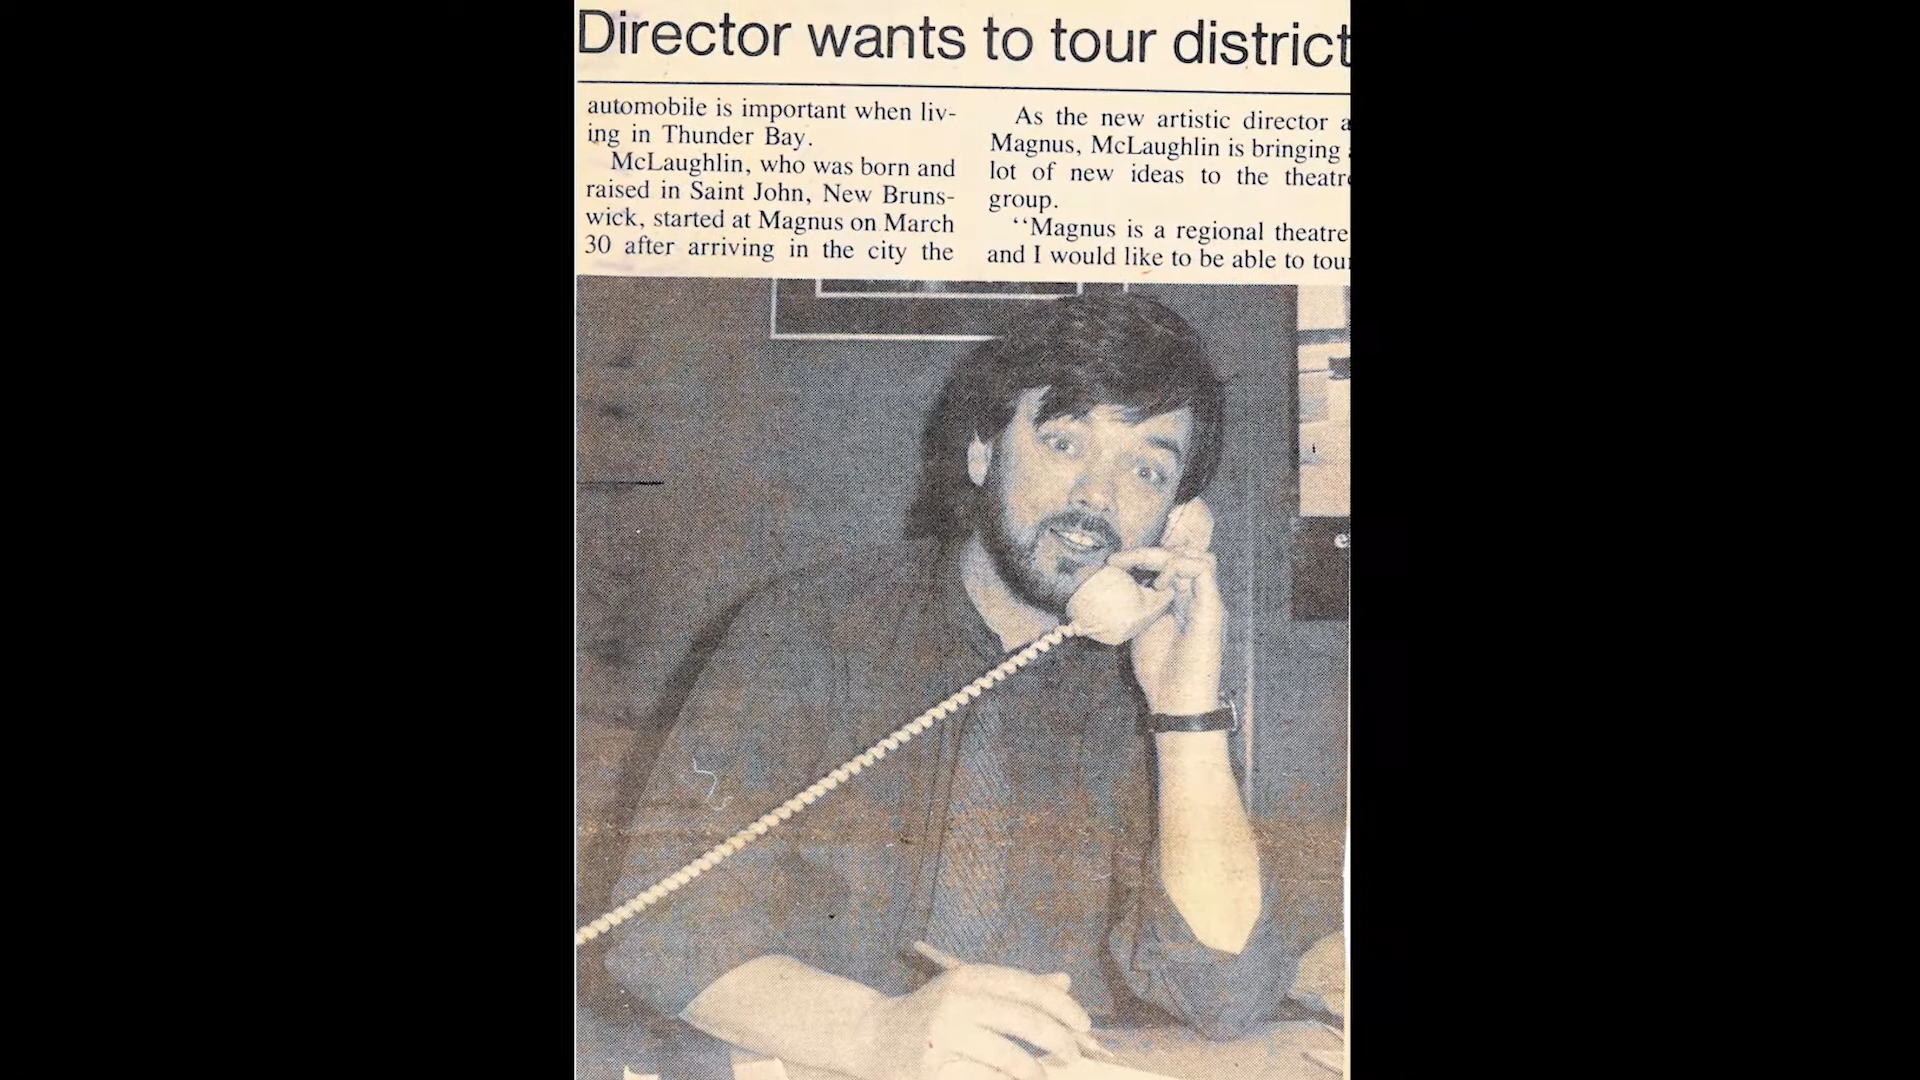 Director wants to tour district
automobile is important when liv-
ing in Thunder Bay.
McLaughlin, who was born and
raised in Saint John, New Bruns-
wick, started at Magnus on March
30 after arriving in the city the
As the new artistic director
Magnus, McLaughlin is bringing
lot of new ideas to the theatre
group.
“Magnus is a regional theatre
and I would like to be able to tour